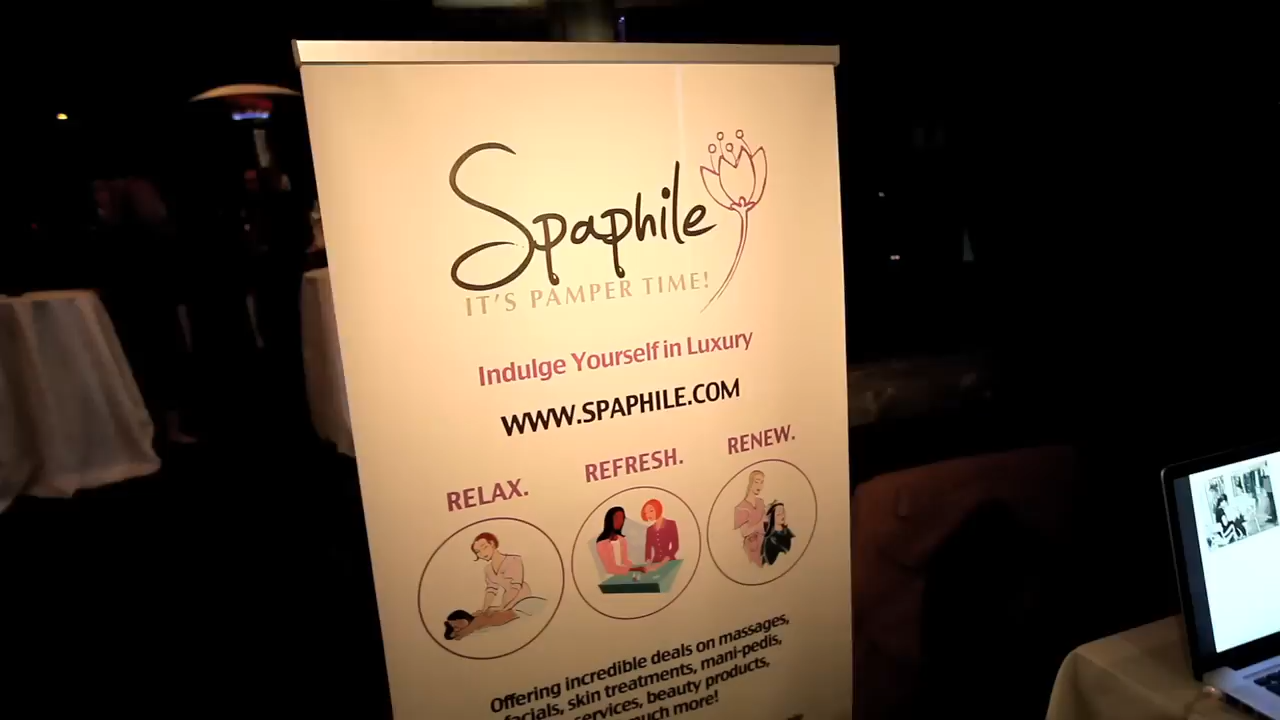 Spaphile
IT'S PAMPER TIME!
Indulge Yourself in Luxury
WWW.SPAPHILE.COM
RELAX. REFRESH. RENEW.
Offering incredible deals on massages,
facials, skin treatments, mani-pedis,
services, beauty products,
much more!